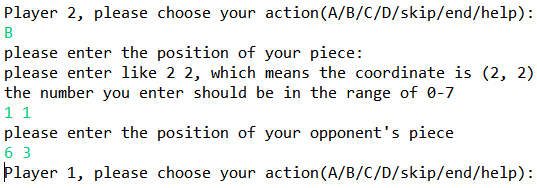 Player 2, please choose your action(A/B/C/D/skip/end/help):
B
please enter the position of your piece:
please enter like 2 2, which means the coordinate is (2, 2)
the number you enter should be in the range of 0-7
1 1
please enter the position of your opponent's piece
6 3
Player 1, please choose your action(A/B/C/D/skip/end/help):